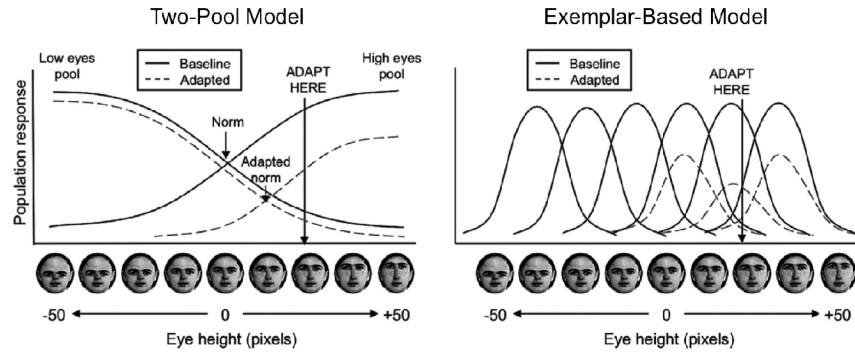 Two-Pool Model
Low eyes pool
Baseline
Adapted
ADAPT HERE
High eyes pool
Norm
Adapted norm
Population response
-50
0
+50
Eye height (pixels)
Exemplar-Based Model
Baseline
Adapted
ADAPT HERE
-50
0
+50
Eye height (pixels)